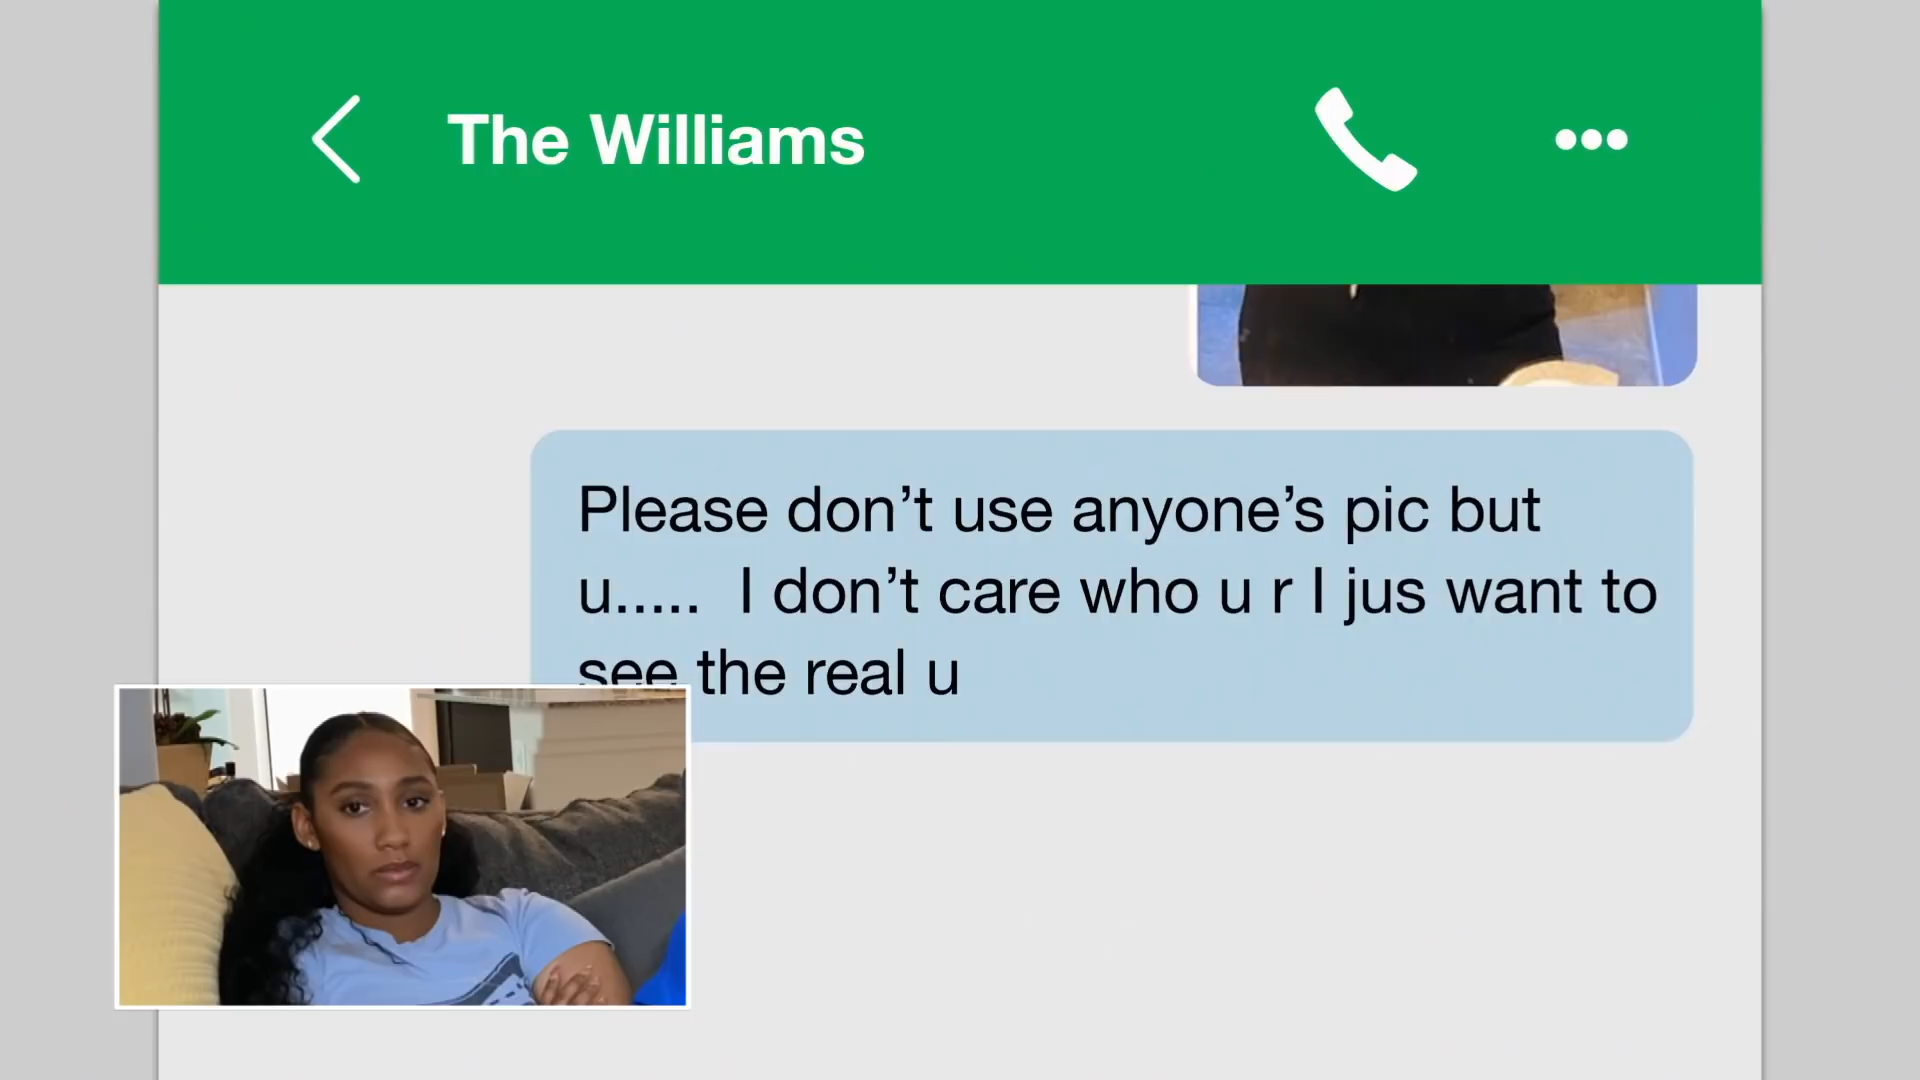 The Williams
Please don’t use anyone’s pic but
u..... I don’t care who u r I jus want to
see the real u